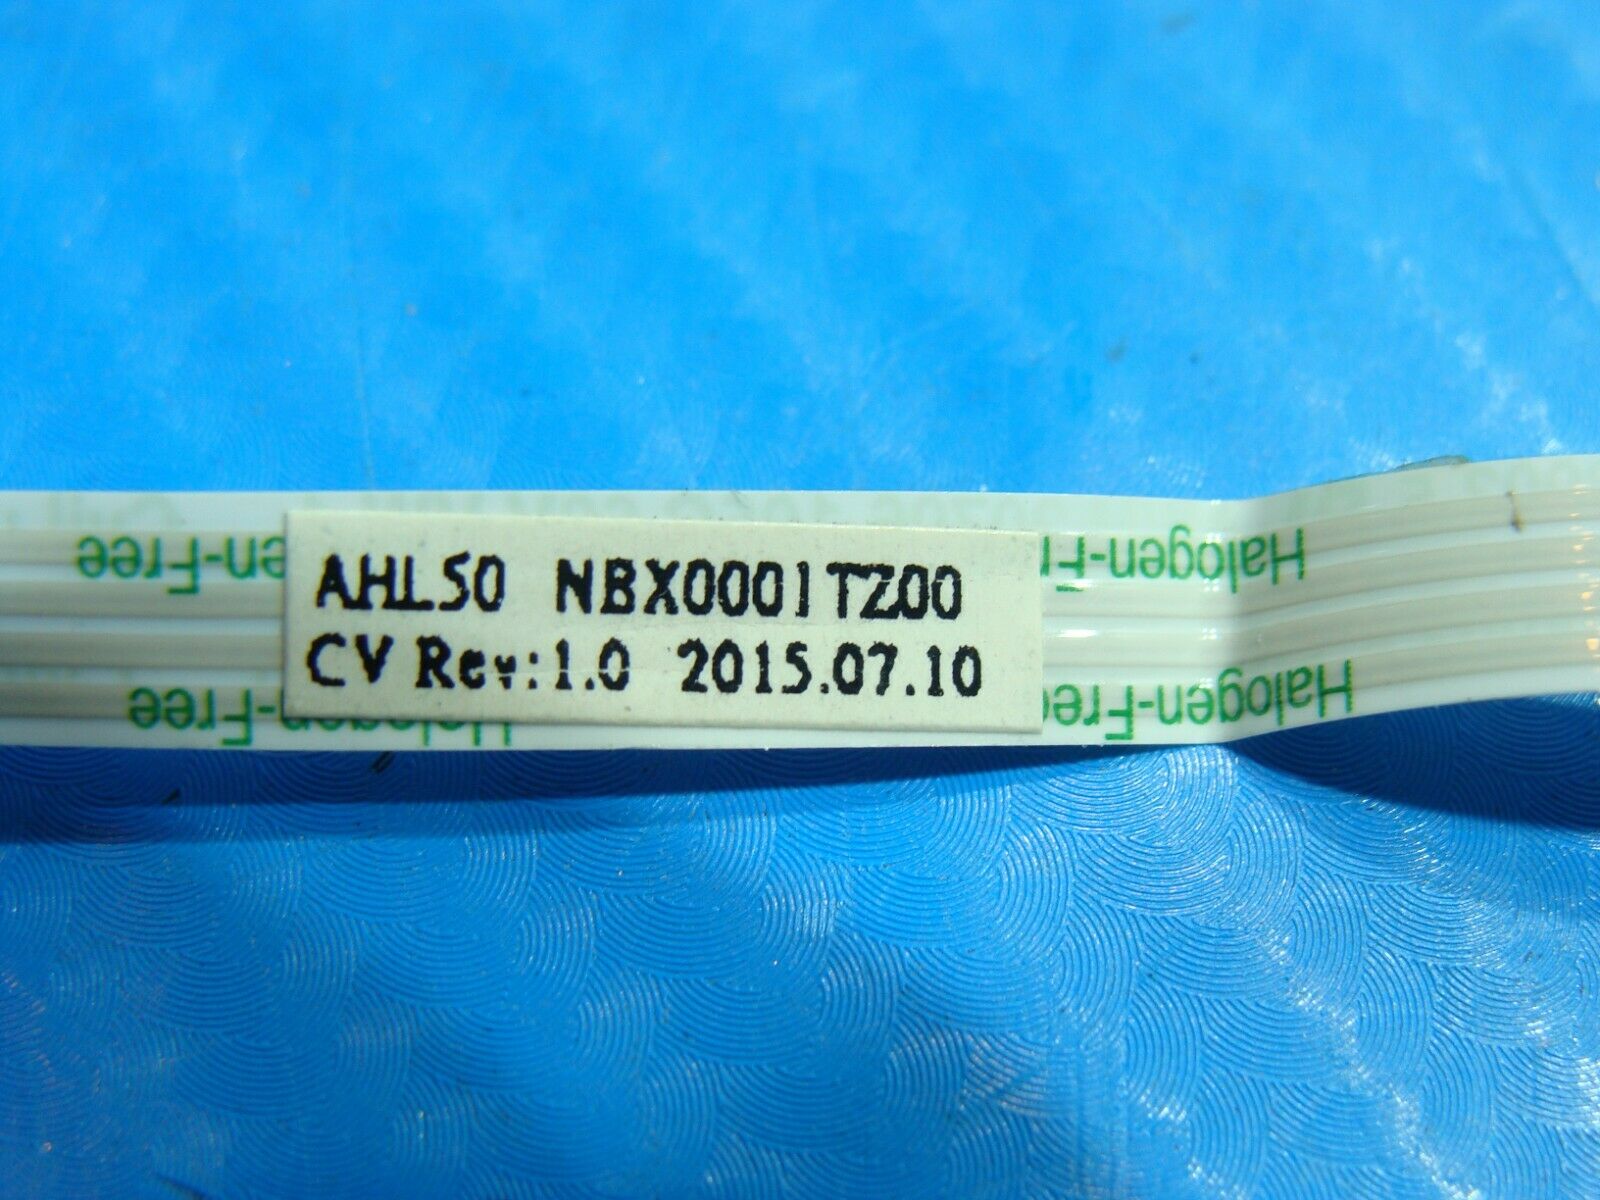 AHL50 NBX0001TZ00
CV Rev:1.0 2015.07.10
Halogen-Free
Halogen-Free